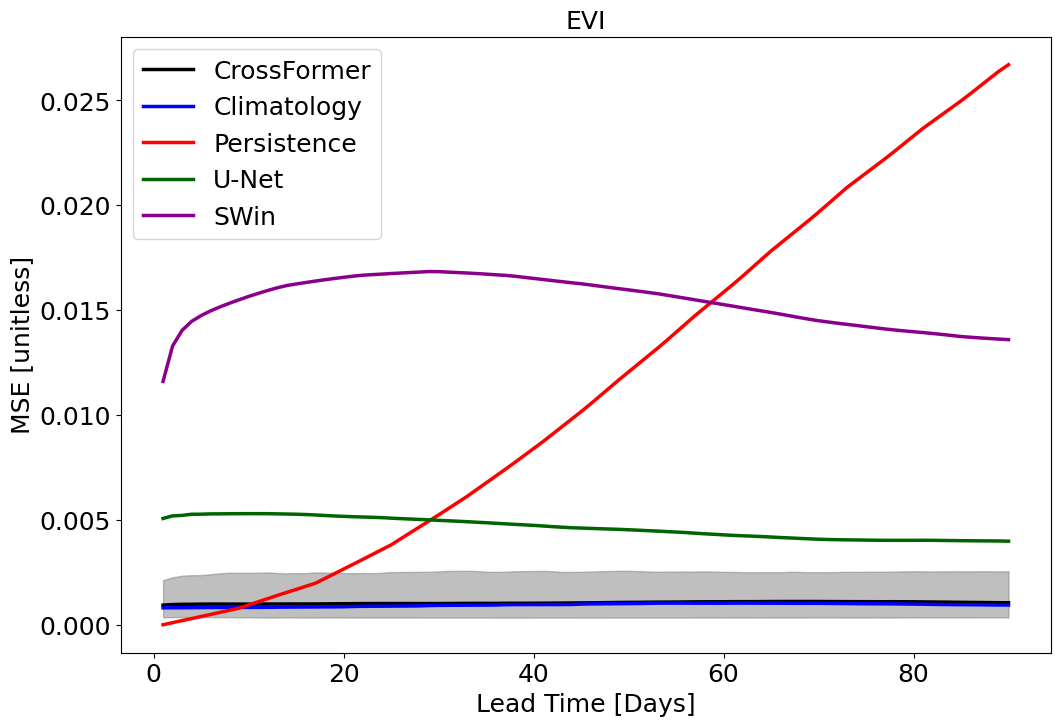 EVI
CrossFormer
Climatology
Persistence
U-Net
SWin
MSE [unitless]
0.025
0.020
0.015
0.010
0.005
0.000
0 20 40 60 80
Lead Time [Days]